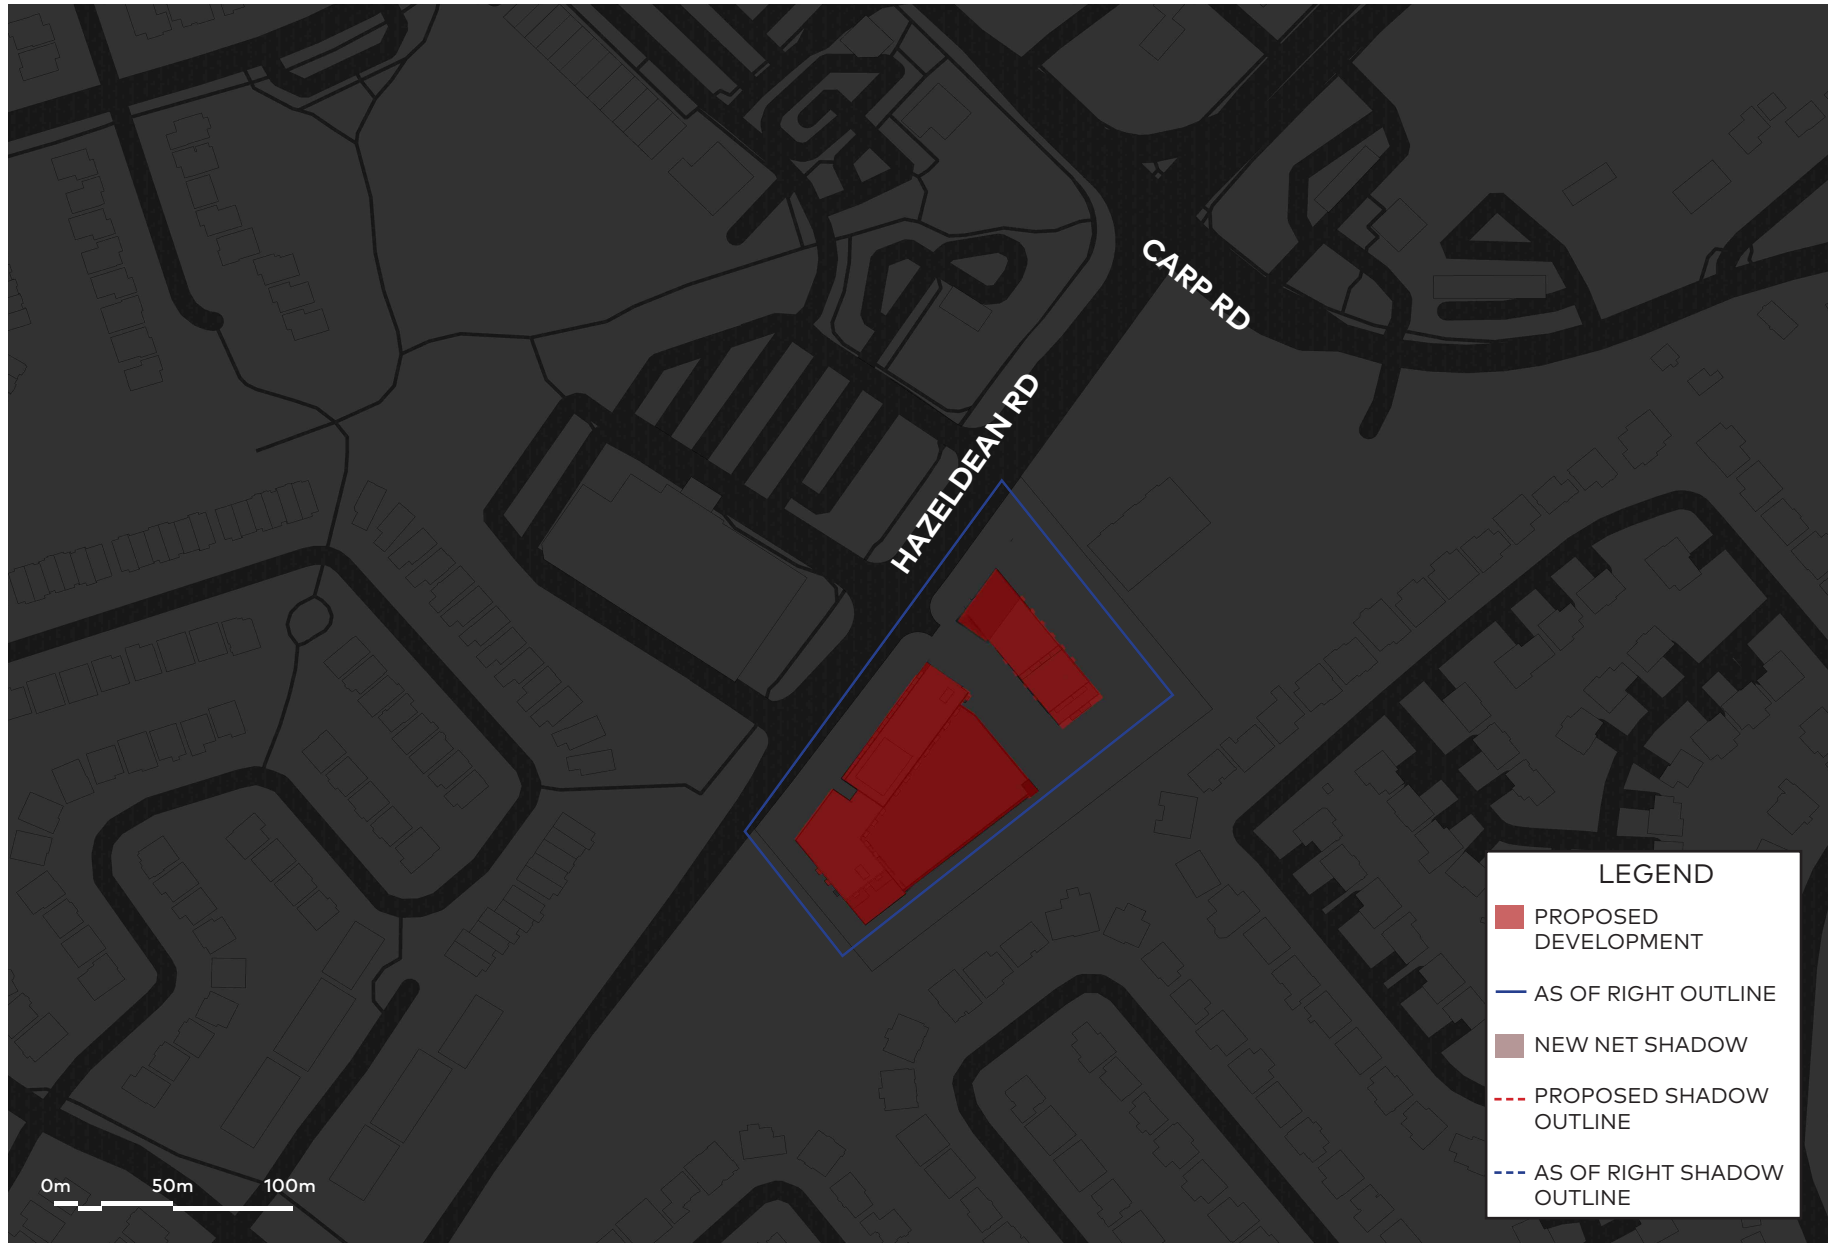 CARP RD
HAZELDEAN RD
LEGEND
PROPOSED
DEVELOPMENT
AS OF RIGHT OUTLINE
NEW NET SHADOW
PROPOSED SHADOW
OUTLINE
AS OF RIGHT SHADOW
OUTLINE
0m 50m 100m